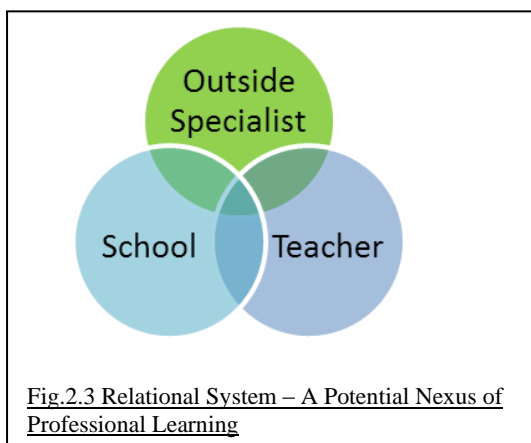 Outside
Specialist
School
Teacher
Fig.2.3 Relational System – A Potential Nexus of
Professional Learning